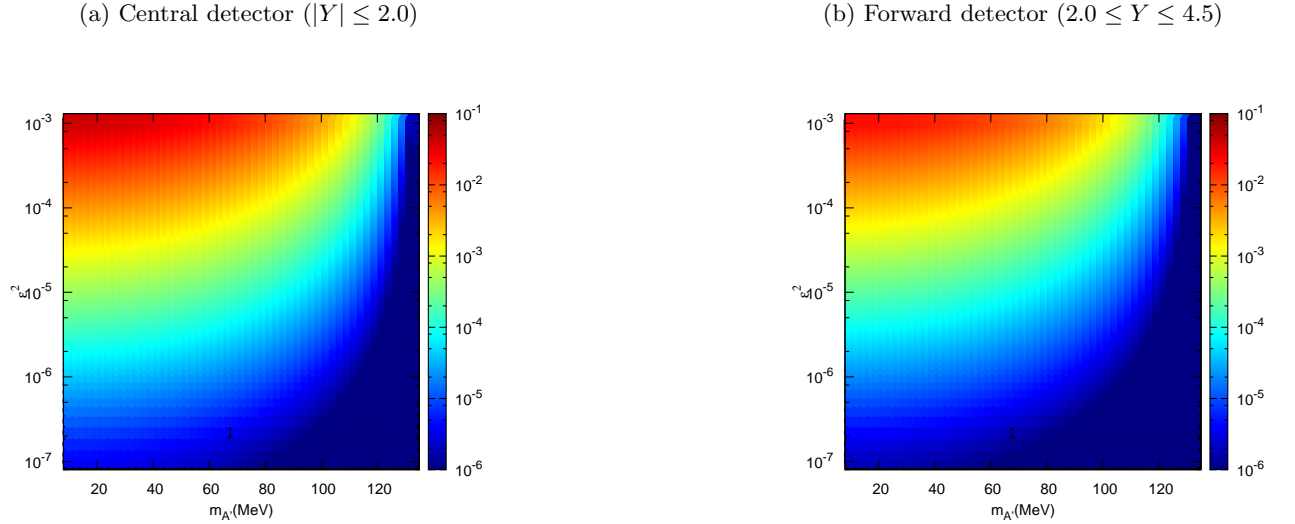 (a) Central detector (|Y| ≤ 2.0)
(b) Forward detector (2.0 ≤ Y ≤ 4.5)
10⁻³
10⁻⁴
10⁻⁵
10⁻⁶
10⁻⁷
ε²
20 40 60 80 100 120
m_A'(MeV)
10⁻¹
10⁻²
10⁻³
10⁻⁴
10⁻⁵
10⁻⁶
10⁻³
10⁻⁴
10⁻⁵
10⁻⁶
10⁻⁷
ε²
20 40 60 80 100 120
m_A'(MeV)
10⁻¹
10⁻²
10⁻³
10⁻⁴
10⁻⁵
10⁻⁶